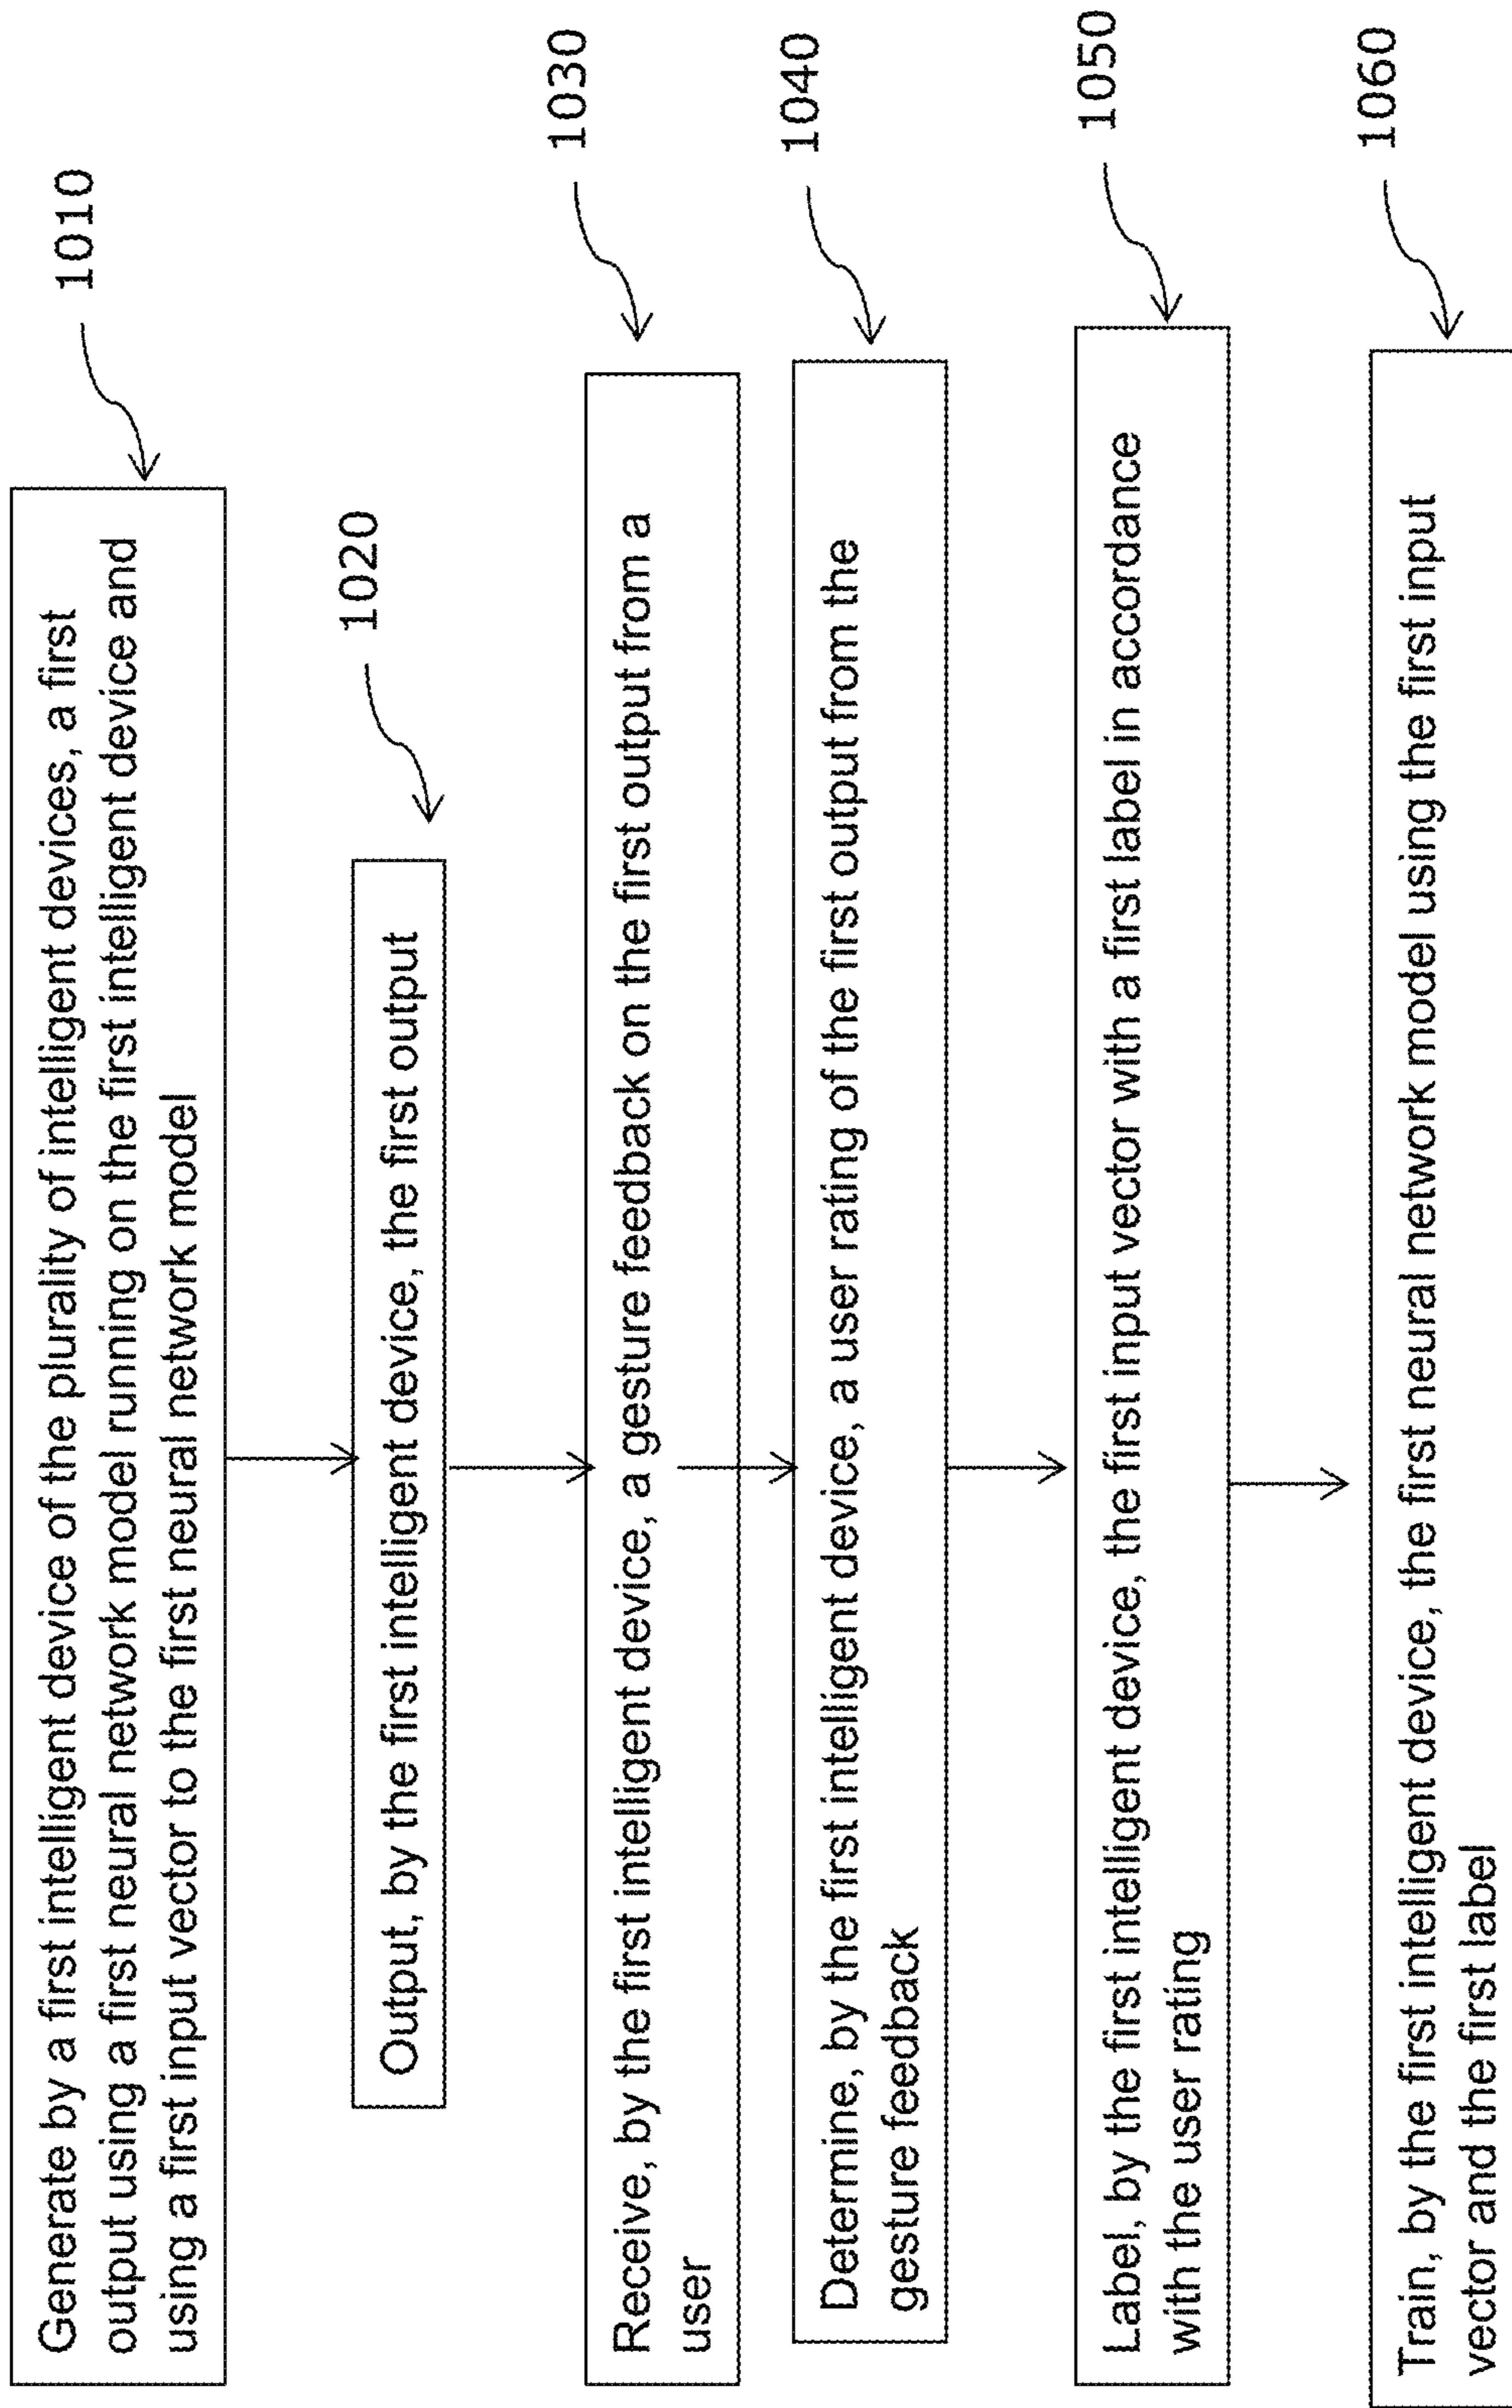 Generate by a first intelligent device of the plurality of intelligent devices, a first
output using a first neural network model running on the first intelligent device and
using a first input vector to the first neural network model
1010
Output, by the first intelligent device, the first output
1020
Receive, by the first intelligent device, a gesture feedback on the first output from a
user
1030
Determine, by the first intelligent device, a user rating of the first output from the
gesture feedback
1040
Label, by the first intelligent device, the first input vector with a first label in accordance
with the user rating
1050
Train, by the first intelligent device, the first neural network model using the first input
vector and the first label
1060